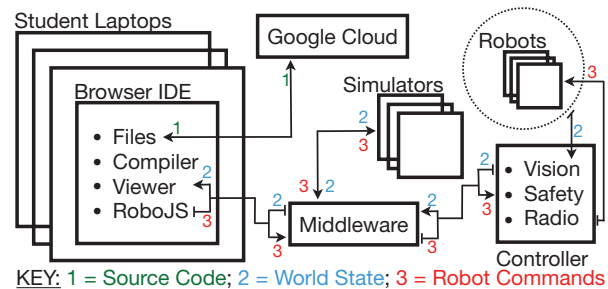 Student Laptops
Google Cloud
Robots
3
1
Simulators
Browser IDE
• Files
1
2
3
2
• Compiler
• Viewer
2
• RoboJS
3
3
2
2
3
Middleware
2
3
2
3
• Vision
• Safety
• Radio
Controller
KEY: 1 = Source Code; 2 = World State; 3 = Robot Commands